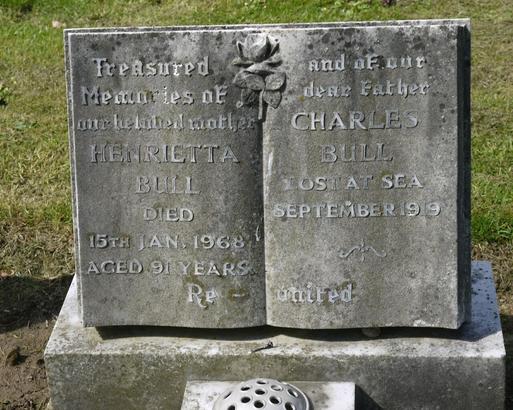 Treasured
Memories of
our beloved mother
HENRIETTA
BULL
DIED
15TH JAN. 1968
AGED 91 YEARS
and of our
dear father
CHARLES
BULL
LOST AT SEA
SEPTEMBER 1919
Re - united